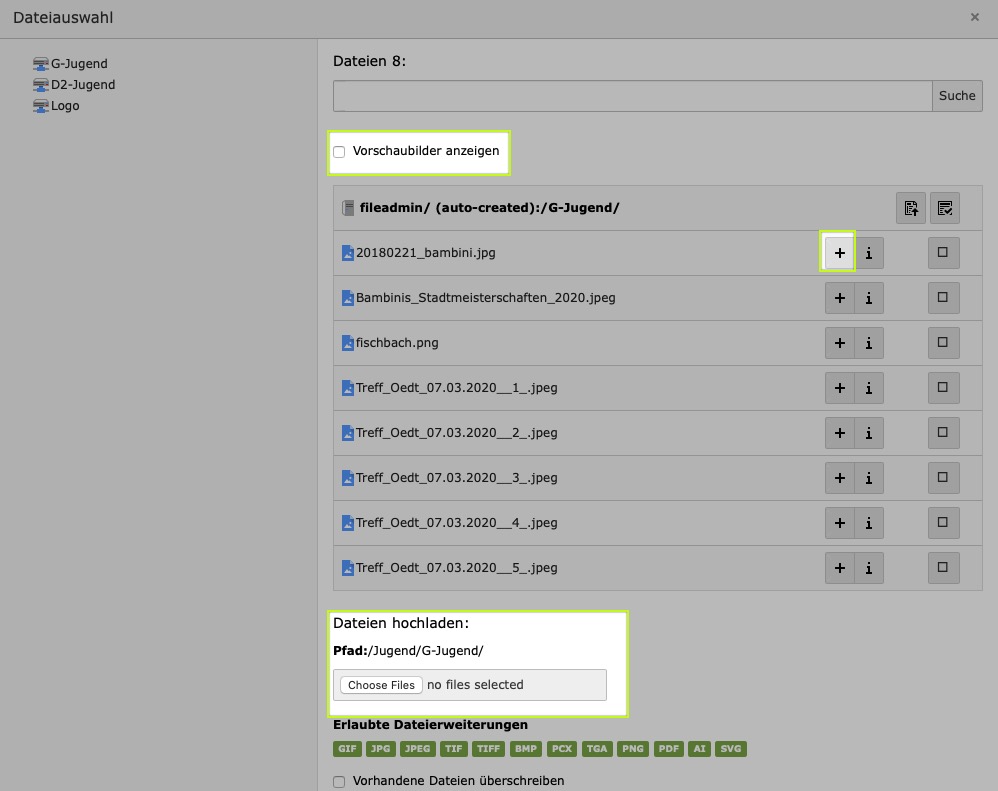 Dateiauswahl
×
G-Jugend
D2-Jugend
Logo
Dateien 8:
Suche
Vorschaubilder anzeigen
fileadmin/ (auto-created):/G-Jugend/
20180221_bambini.jpg
Bambinis_Stadtmeisterschaften_2020.jpeg
fischbach.png
Treff_Oedt_07.03.2020__1_.jpeg
Treff_Oedt_07.03.2020__2_.jpeg
Treff_Oedt_07.03.2020__3_.jpeg
Treff_Oedt_07.03.2020__4_.jpeg
Treff_Oedt_07.03.2020__5_.jpeg
Dateien hochladen:
Pfad:/Jugend/G-Jugend/
Choose Files no files selected
Erlaubte Dateierweiterungen
GIF JPG JPEG TIF TIFF BMP PCX TGA PNG PDF AI SVG
Vorhandene Dateien überschreiben